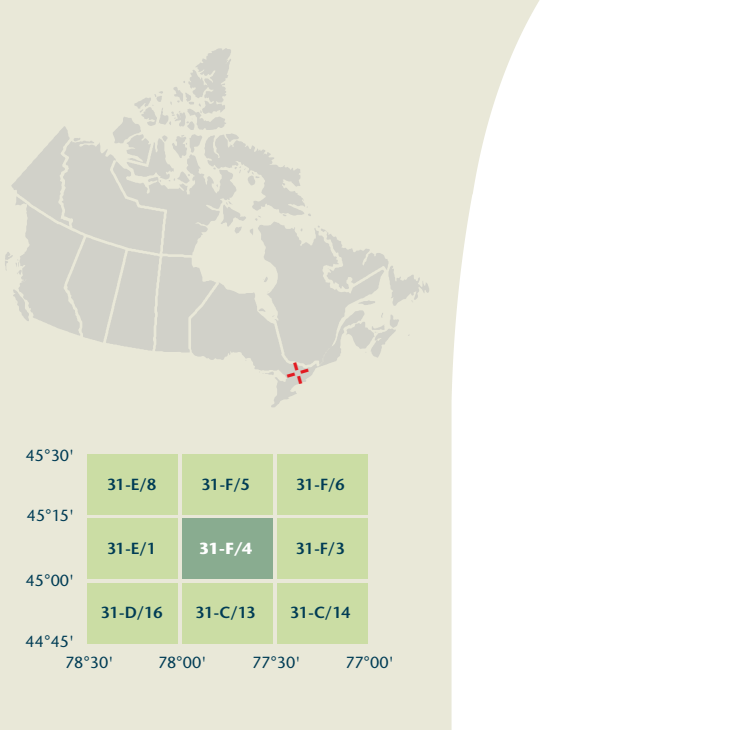 45°30'
31-E/8 31-F/5 31-F/6
45°15'
31-E/1 31-F/4 31-F/3
45°00'
31-D/16 31-C/13 31-C/14
44°45'
78°30' 78°00' 77°30' 77°00'